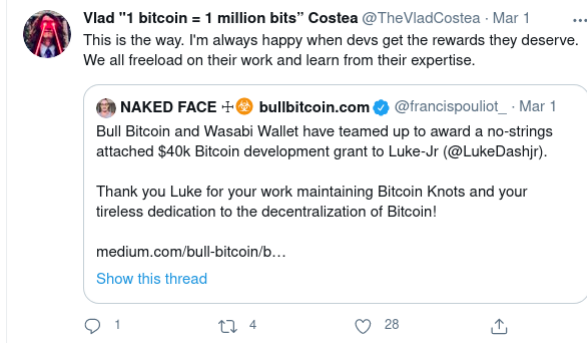 Vlad "1 bitcoin = 1 million bits” Costea @TheVladCostea · Mar 1 ...
This is the way. I'm always happy when devs get the rewards they deserve.
We all freeload on their work and learn from their expertise.
NAKED FACE ☩☣️ bullbitcoin.com @francispouliot_ · Mar 1
Bull Bitcoin and Wasabi Wallet have teamed up to award a no-strings
attached $40k Bitcoin development grant to Luke-Jr (@LukeDashjr).
Thank you Luke for your work maintaining Bitcoin Knots and your
tireless dedication to the decentralization of Bitcoin!
medium.com/bull-bitcoin/b…
Show this thread
1 4 28